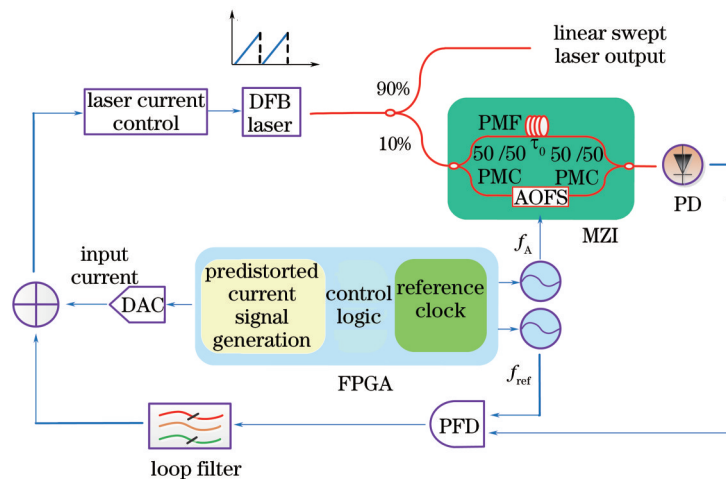 linear swept
laser output
90%
laser current
control
DFB
laser
10%
PMF
τ0
50 /50
50 /50
PMC
PMC
AOFS
PD
MZI
fA
input
current
DAC
predistorted
current
signal
generation
control
logic
reference
clock
FPGA
fref
PFD
loop filter